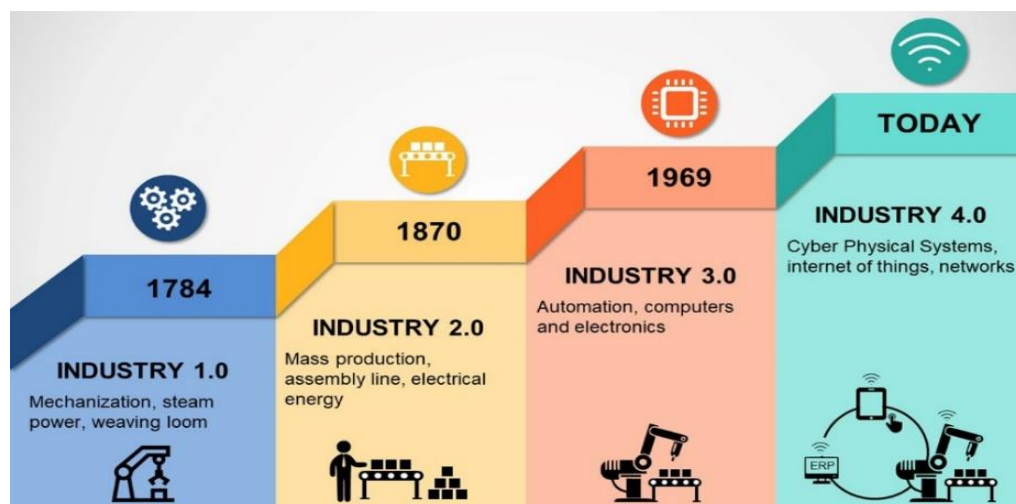 1784
INDUSTRY 1.0
Mechanization, steam
power, weaving loom
1870
INDUSTRY 2.0
Mass production,
assembly line, electrical
energy
1969
INDUSTRY 3.0
Automation, computers
and electronics
TODAY
INDUSTRY 4.0
Cyber Physical Systems,
internet of things, networks
ERP